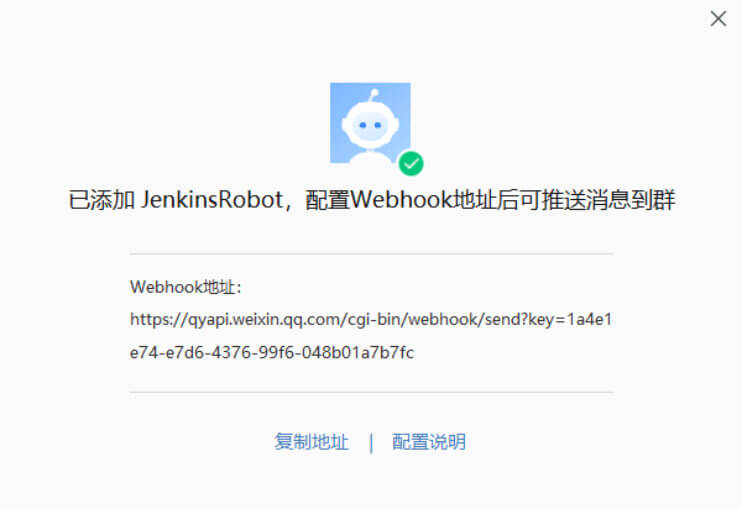 已添加 JenkinsRobot，配置Webhook地址后可推送消息到群
Webhook地址：
https://qyapi.weixin.qq.com/cgi-bin/webhook/send?key=1a4e1
e74-e7d6-4376-99f6-048b01a7b7fc
复制地址 | 配置说明